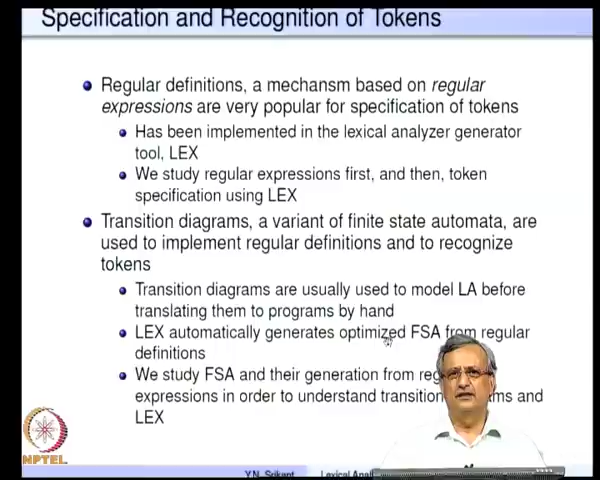 Specification and Recognition of Tokens
Regular definitions, a mechansm based on regular
expressions are very popular for specification of tokens
Has been implemented in the lexical analyzer generator
tool, LEX
We study regular expressions first, and then, token
specification using LEX
Transition diagrams, a variant of finite state automata, are
used to implement regular definitions and to recognize
tokens
Transition diagrams are usually used to model LA before
translating them to programs by hand
LEX automatically generates optimized FSA from regular
definitions
We study FSA and their generation from
expressions in order to understand and
LEX
NPTEL
Y.N. Srikant Lexical